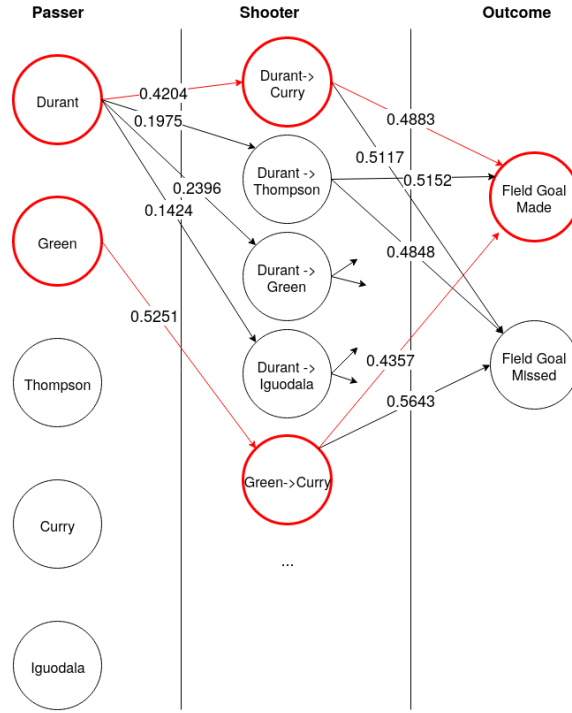 Passer
Shooter
Outcome
Durant
Green
Thompson
Curry
Iguodala
0.4204
0.1975
0.2396
0.1424
0.5251
Durant->
Curry
Durant ->
Thompson
Durant ->
Green
Durant ->
Iguodala
Green->Curry
...
0.4883
0.5117
0.5152
0.4848
0.4357
0.5643
Field Goal
Made
Field Goal
Missed